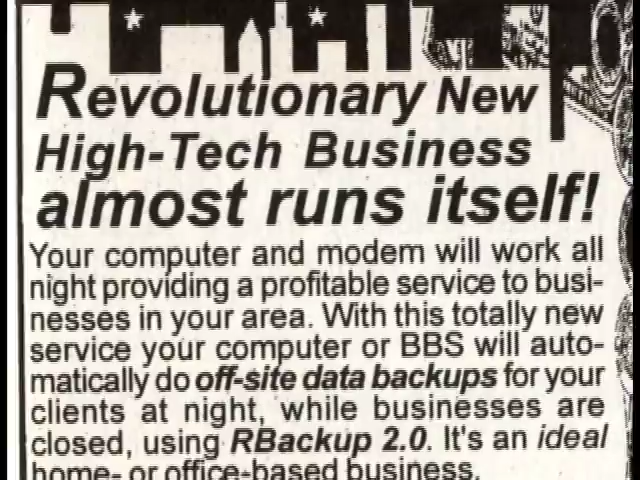 Revolutionary New
High-Tech Business
almost runs itself!
Your computer and modem will work all
night providing a profitable service to busi-
nesses in your area. With this totally new
service your computer or BBS will auto-
matically do off-site data backups for your
clients at night, while businesses are
closed, using RBackup 2.0. It's an ideal
home- or office-based business.